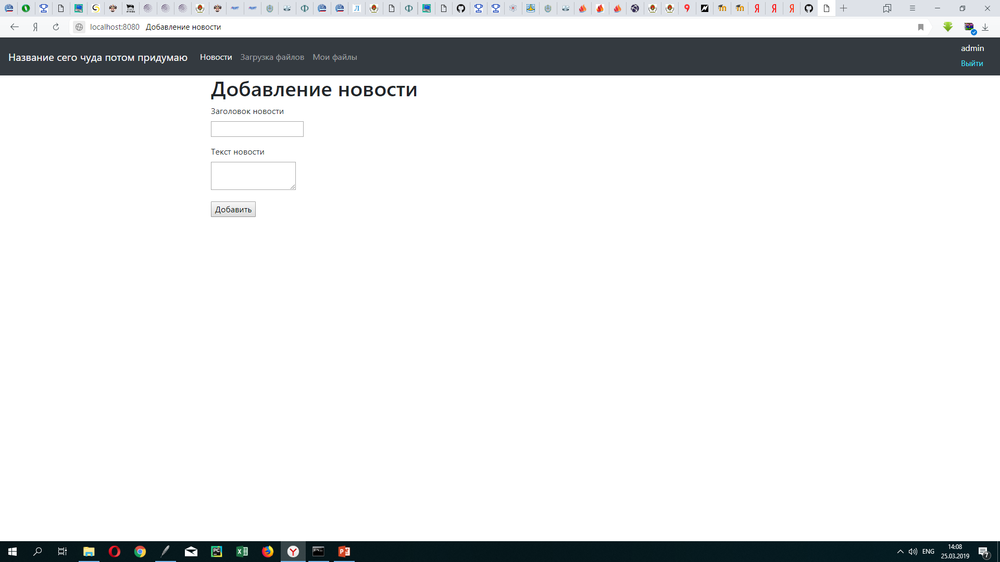 localhost:8080 Добавление новости
Название сего чуда потом придумаю Новости Загрузка файлов Мои файлы
admin
Выйти
Добавление новости
Заголовок новости
Текст новости
Добавить
ENG
14:08
25.03.2019
7